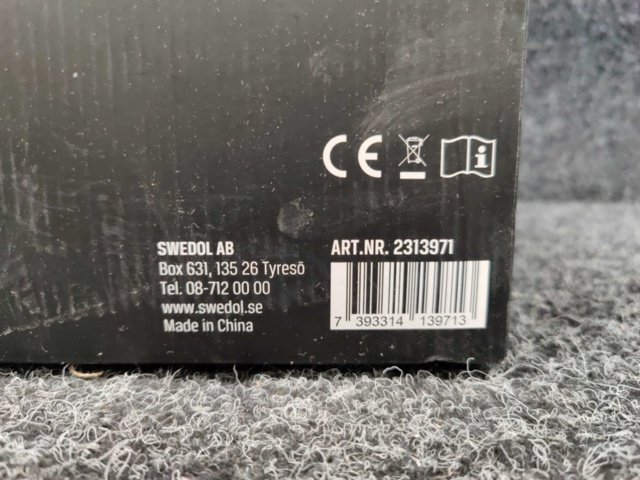 CE
SWEDOL AB
Box 631, 135 26 Tyresö
Tel. 08-712 00 00
www.swedol.se
Made in China
ART.NR. 2313971
7 393314 139713